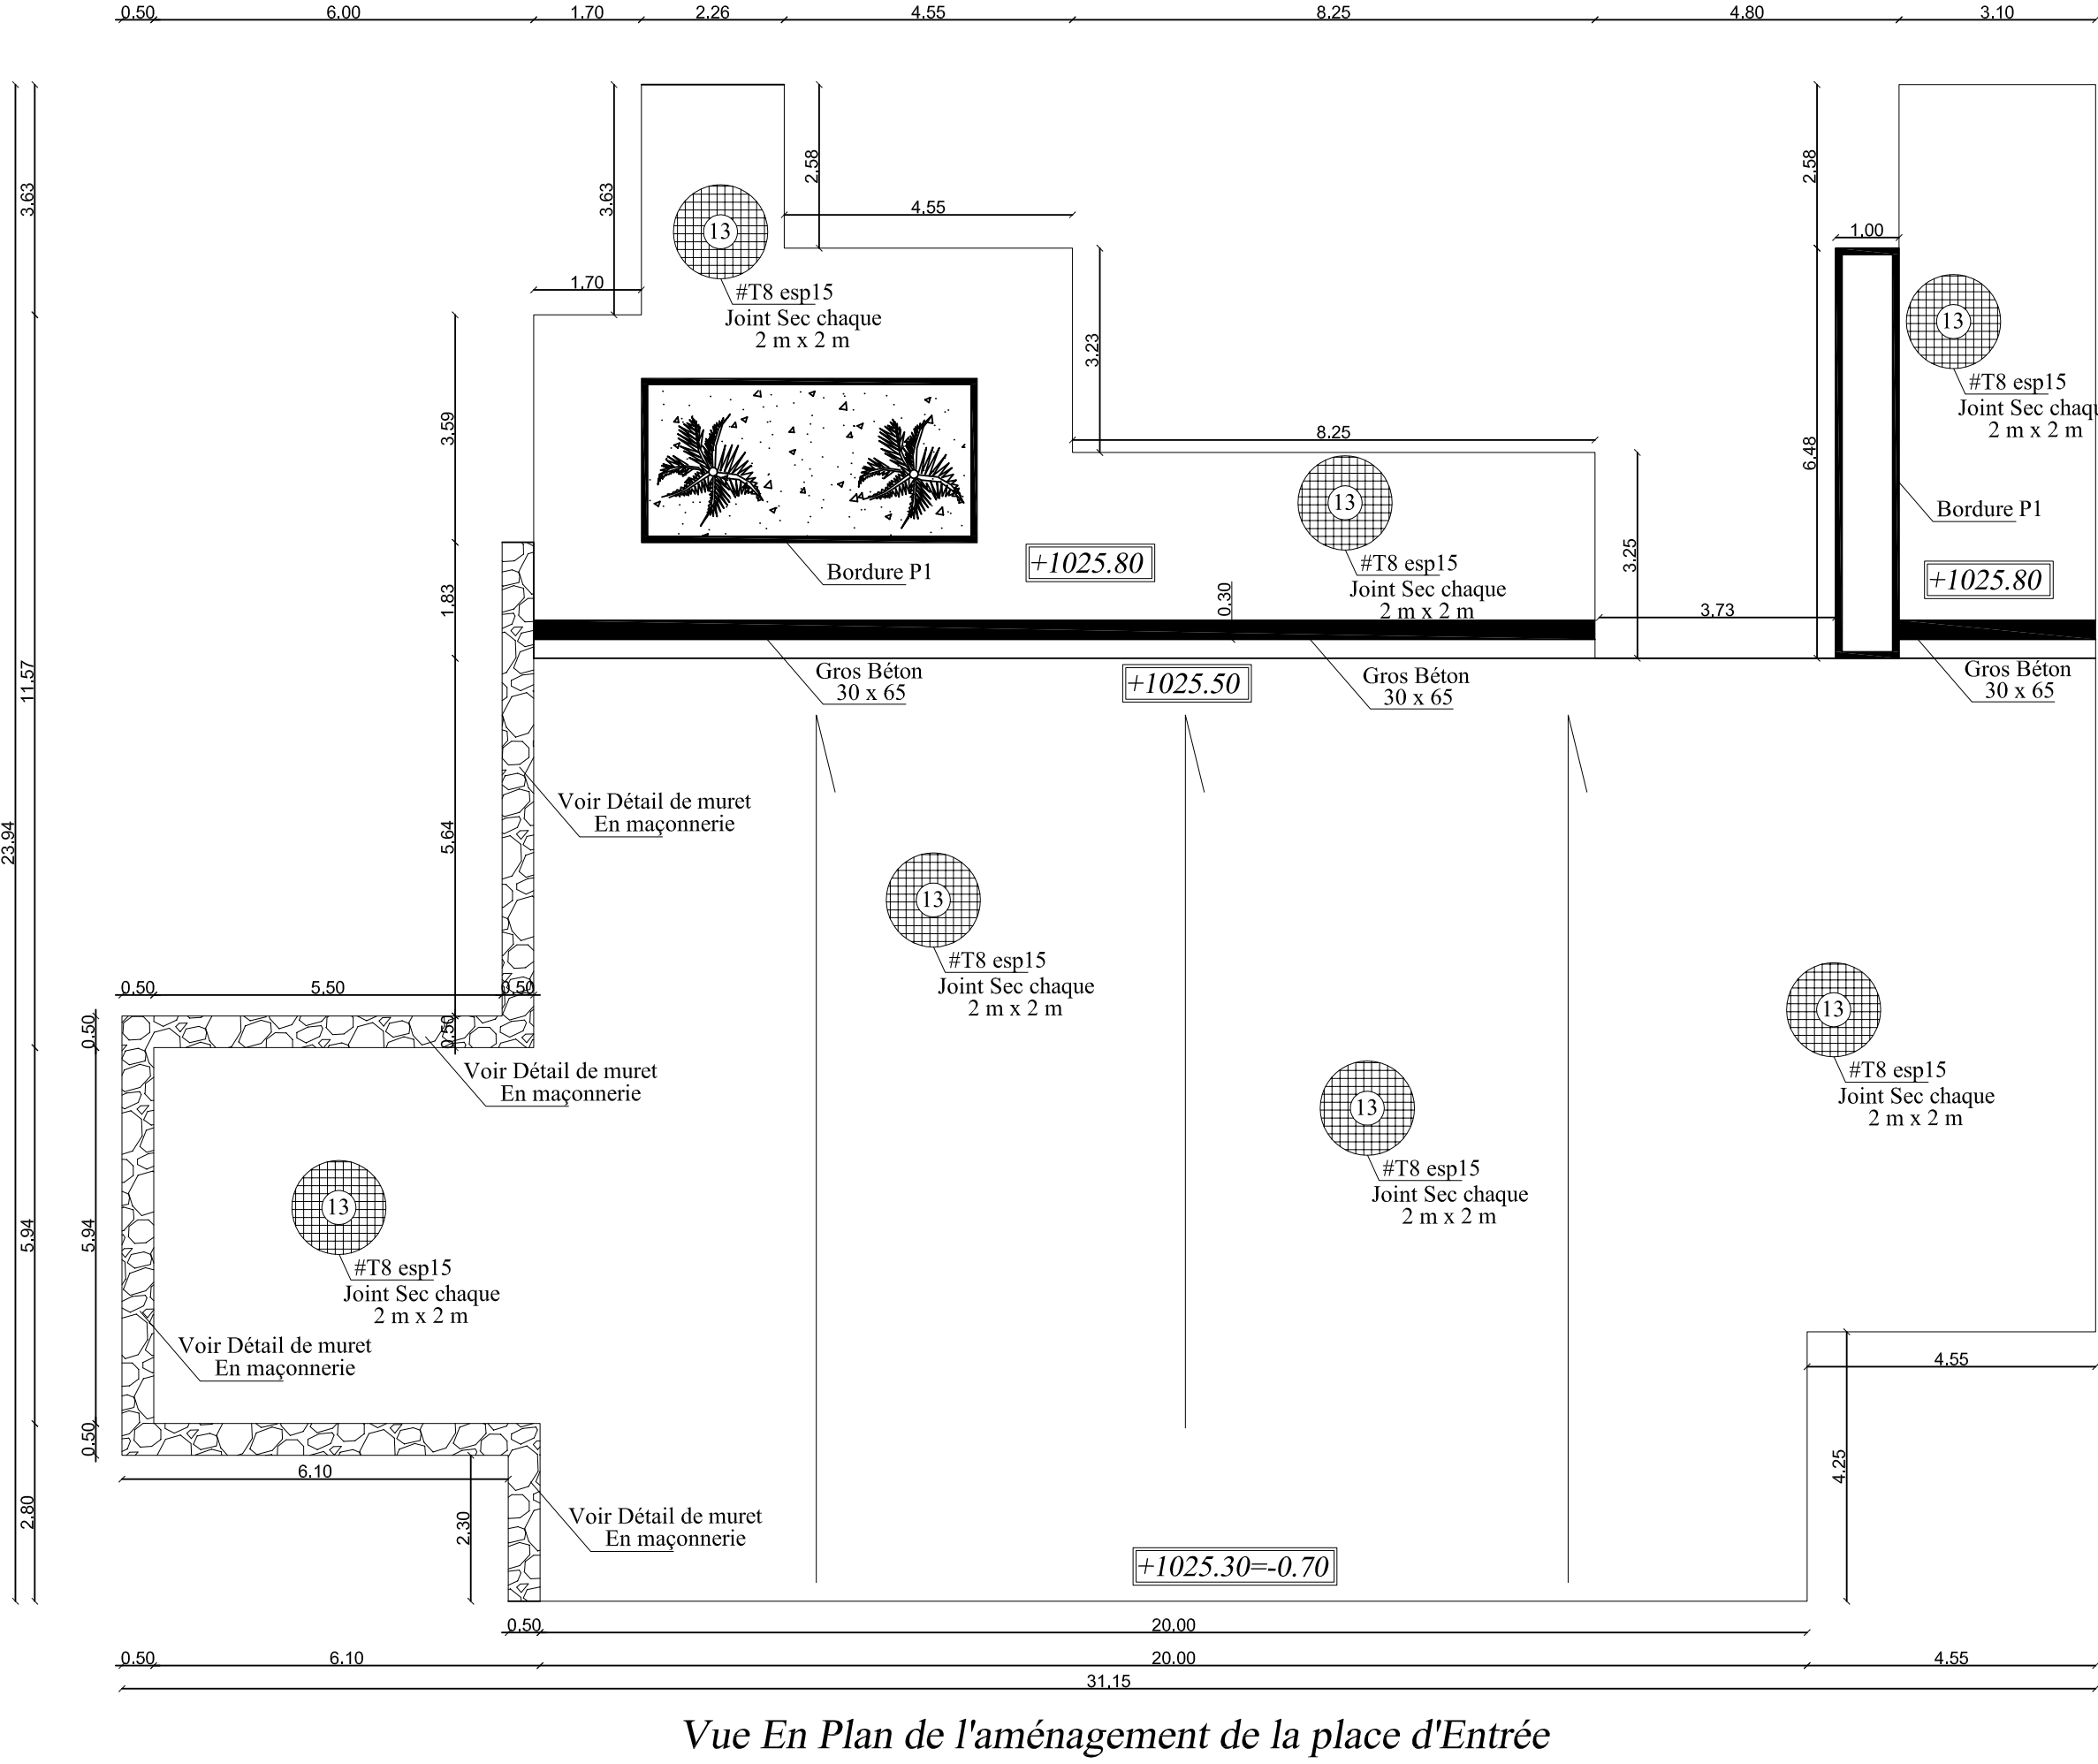 0.50 6.00 1.70 2.26 4.55 8.25 4.80 3.10
3.63
3.63
2.58
4.55
2.58
1.00
13
#T8 esp15
Joint Sec chaque
2 m x 2 m
1.70
3.23
13
#T8 esp15
Joint Sec chaqu
2 m x 2 m
3.59
8.25
6.48
13
#T8 esp15
Joint Sec chaque
2 m x 2 m
Bordure P1
Bordure P1
+1025.80
3.25
+1025.80
1.83
0.30
3.73
11.57
Gros Béton
30 x 65
+1025.50
Gros Béton
30 x 65
Gros Béton
30 x 65
23.94
5.64
Voir Détail de muret
En maçonnerie
13
#T8 esp15
Joint Sec chaque
2 m x 2 m
0.50 5.50 0.50
0.50
0.50
13
#T8 esp15
Joint Sec chaque
2 m x 2 m
Voir Détail de muret
En maçonnerie
13
#T8 esp15
Joint Sec chaque
2 m x 2 m
5.94
5.94
13
#T8 esp15
Joint Sec chaque
2 m x 2 m
Voir Détail de muret
En maçonnerie
4.55
0.50
6.10
4.25
2.80
2.30
Voir Détail de muret
En maçonnerie
+1025.30=-0.70
0.50 20.00
0.50 6.10 20.00 4.55
31.15
Vue En Plan de l'aménagement de la place d'Entrée